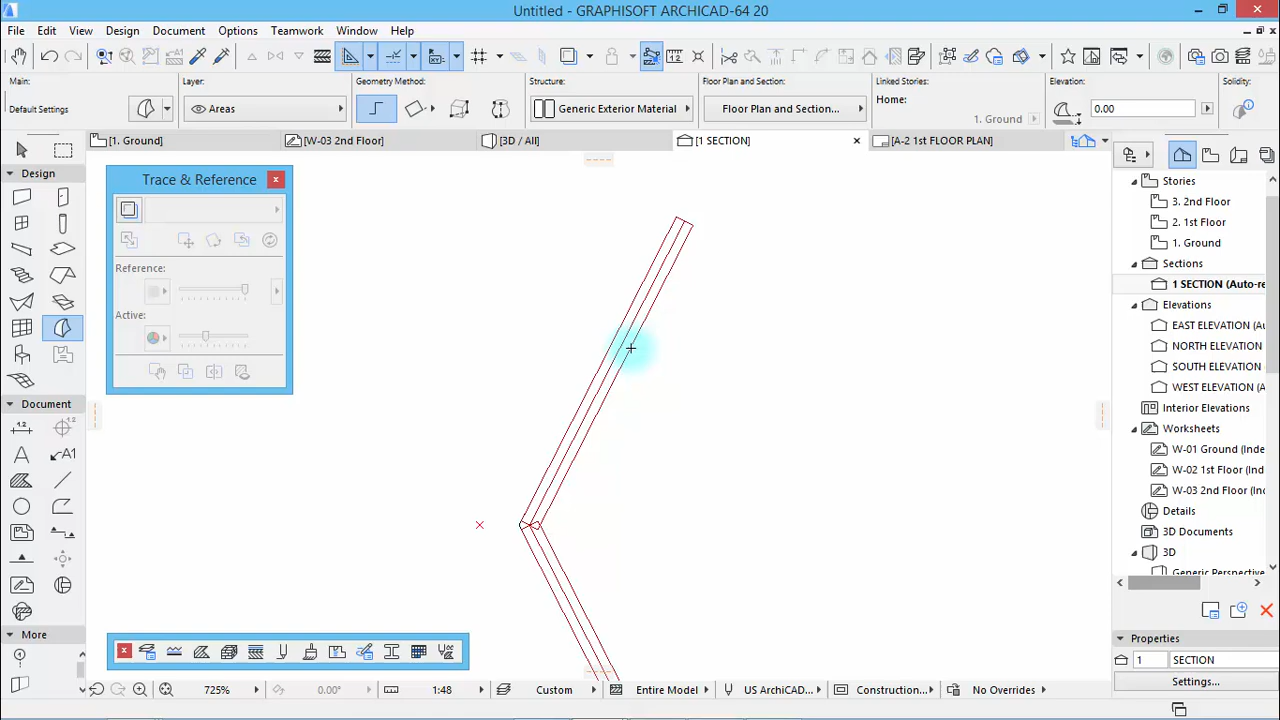 Untitled - GRAPHISOFT ARCHICAD-64 20
File Edit View Design Document Options Teamwork Window Help
Main: Layer: Geometry Method: Structure: Floor Plan and Section: Linked Stories: Elevation: Solidity:
Default Settings Areas Generic Exterior Material Floor Plan and Section... Home: 0.00
1. Ground
[1. Ground] [W-03 2nd Floor] [3D / All] [1 SECTION] [A-2 1st FLOOR PLAN]
Design
Trace & Reference
Reference:
Active:
Document
1.2
A A1
More
Stories
3. 2nd Floor
2. 1st Floor
1. Ground
Sections
1 SECTION (Auto-re
Elevations
EAST ELEVATION (
NORTH ELEVATION
SOUTH ELEVATION
WEST ELEVATION (A
Interior Elevations
Worksheets
W-01 Ground (Inde
W-02 1st Floor (Ind
W-03 2nd Floor (Ind
Details
3D Documents
3D
Generic Perspective
Properties
1 SECTION
Settings...
725% 0.00° 1:48 Custom Entire Model US ArchiCAD... Construction... No Overrides